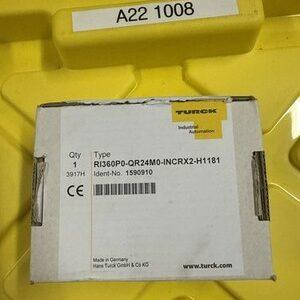 A22 1008
TURCK
Industrial
Automation
Qty Type
1 RI360P0-QR24M0-INCRX2-H1181
3917H Ident-No. 1590910
CE
Made in Germany
Hans Turck GmbH & Co KG
www.turck.com